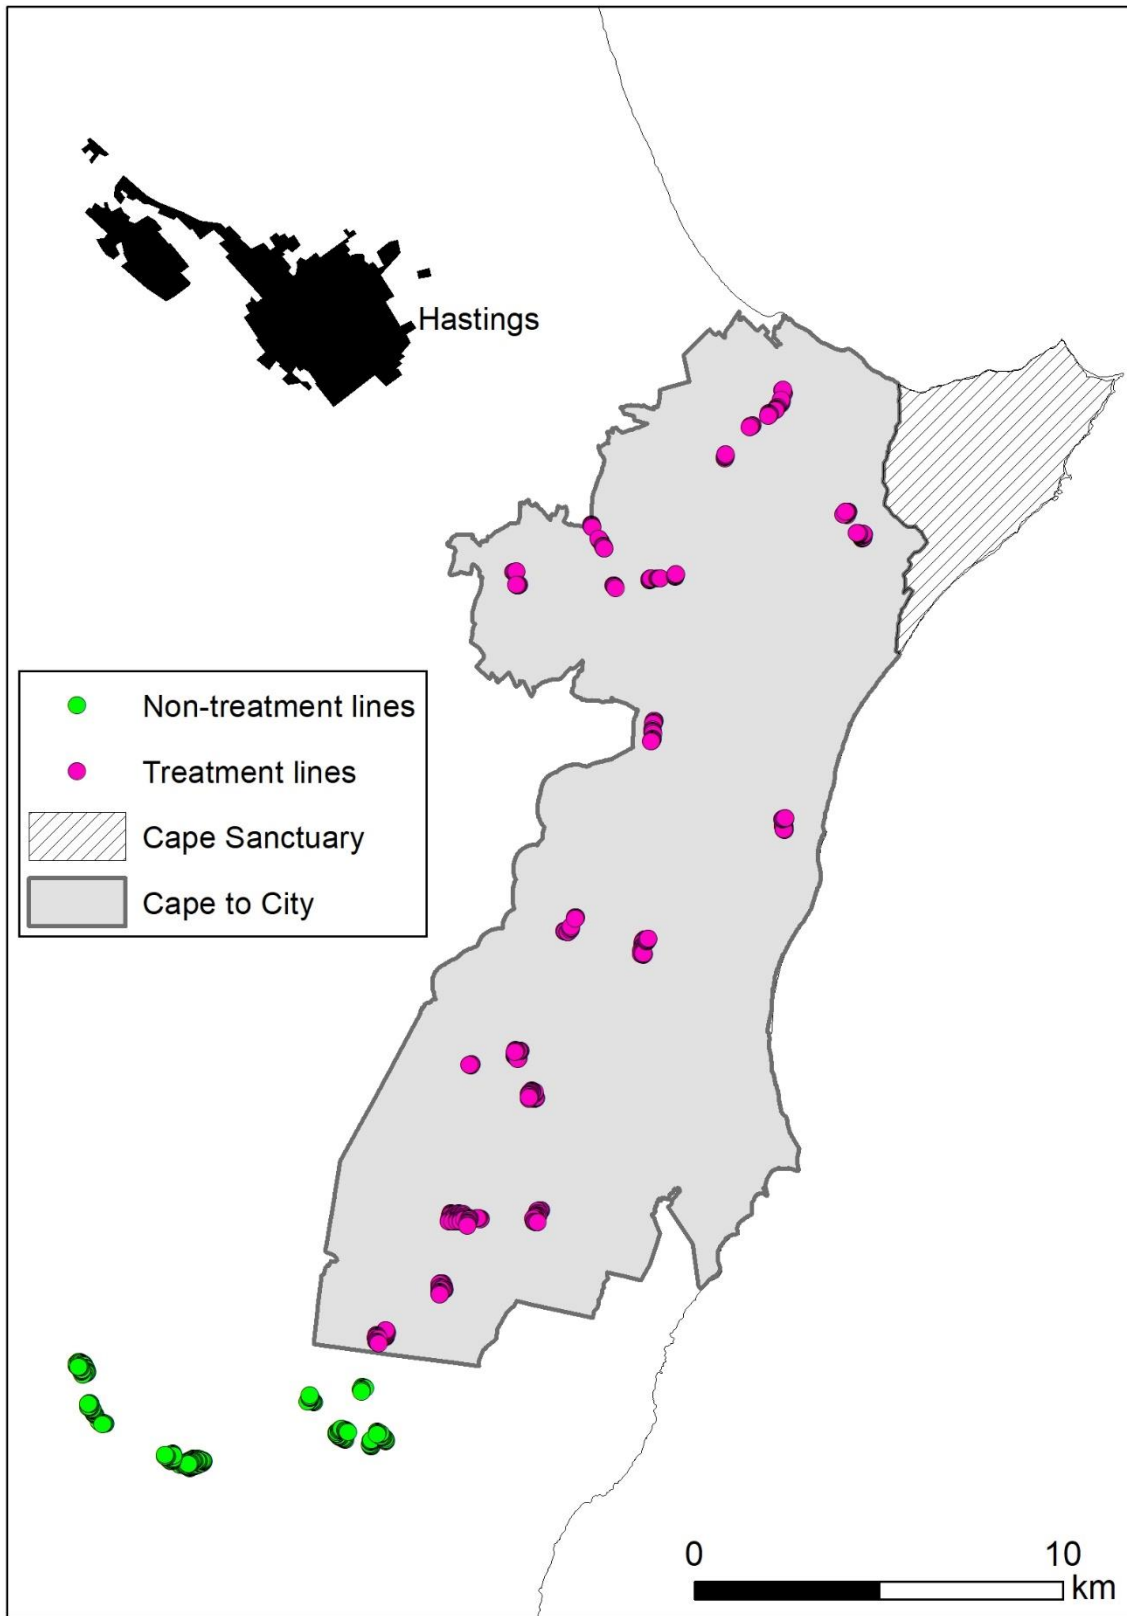 Hastings
Non-treatment lines
Treatment lines
Cape Sanctuary
Cape to City
0 10
km